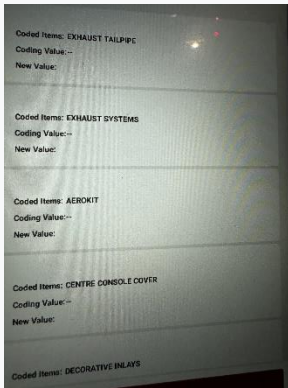 Coded Items: EXHAUST TAILPIPE
Coding Value:--
New Value:
Coded Items: EXHAUST SYSTEMS
Coding Value:--
New Value:
Coded Items: AEROKIT
Coding Value:--
New Value:
Coded Items: CENTRE CONSOLE COVER
Coding Value:--
New Value:
Coded Items: DECORATIVE INLAYS